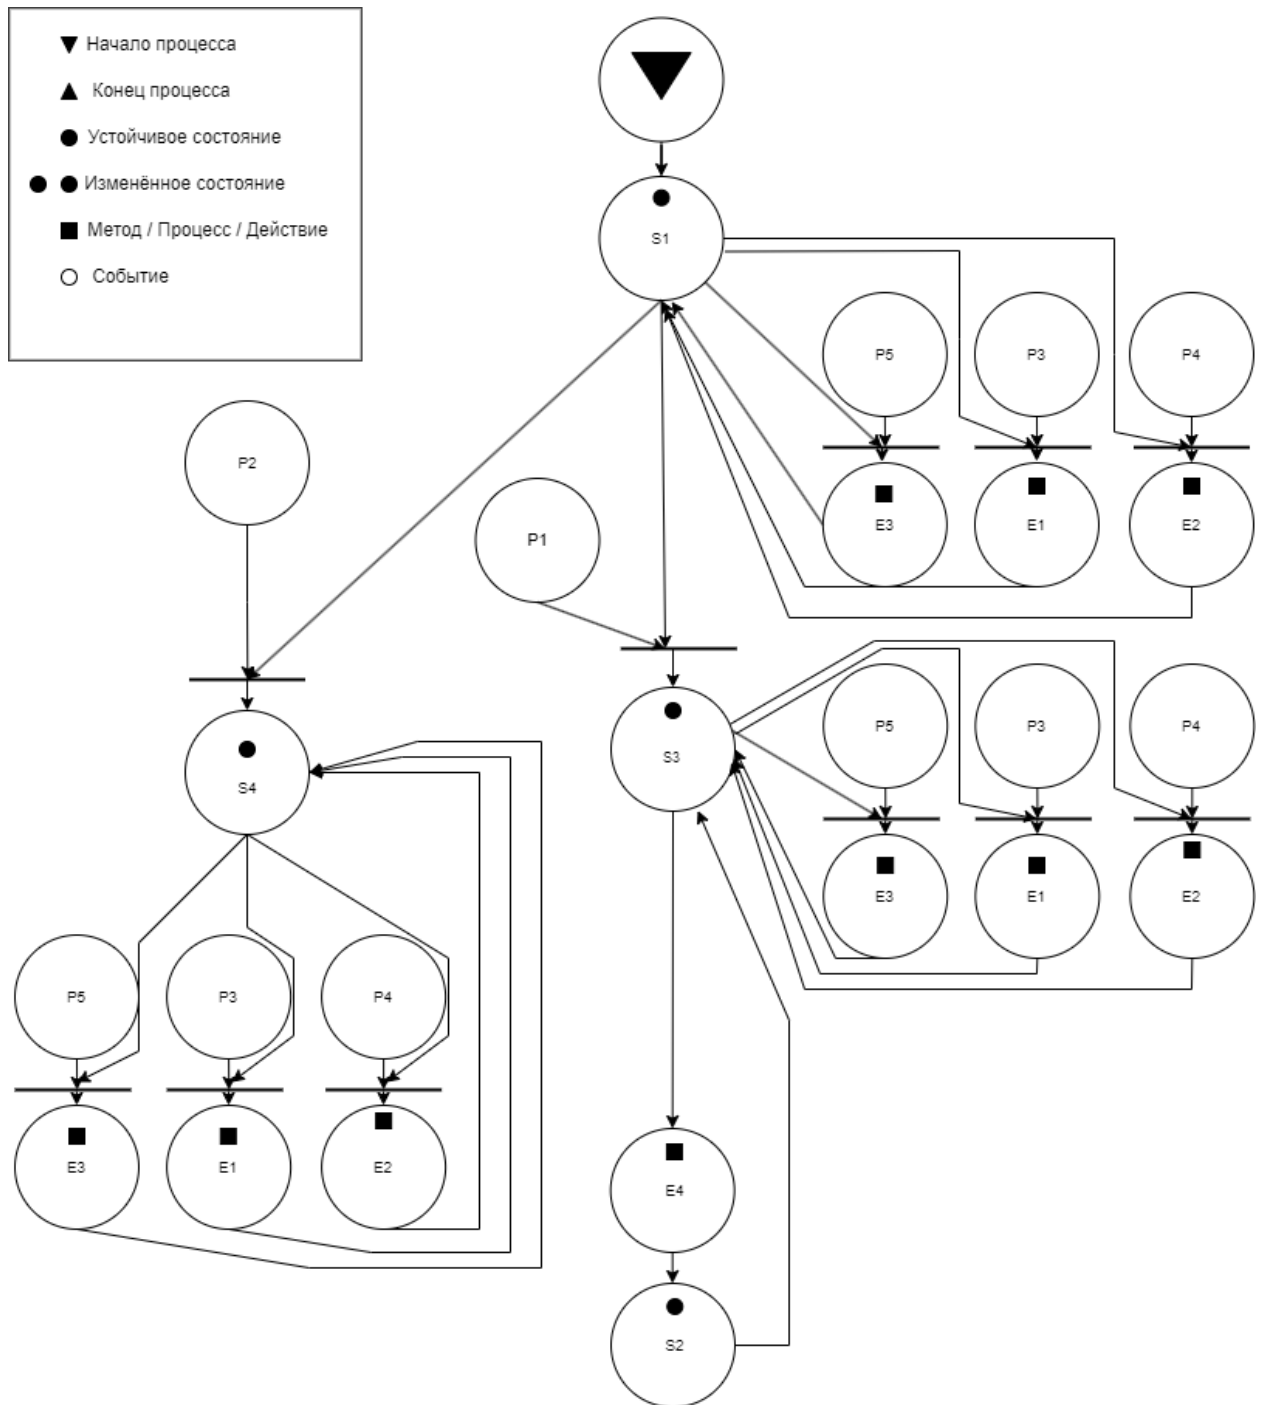 Начало процесса
Конец процесса
Устойчивое состояние
Изменённое состояние
Метод / Процесс / Действие
Событие
S1
P5
P3
P4
P2
E3
E1
E2
P1
P5
P3
P4
S3
S4
E3
E1
E2
P5
P3
P4
E3
E1
E2
E4
S2